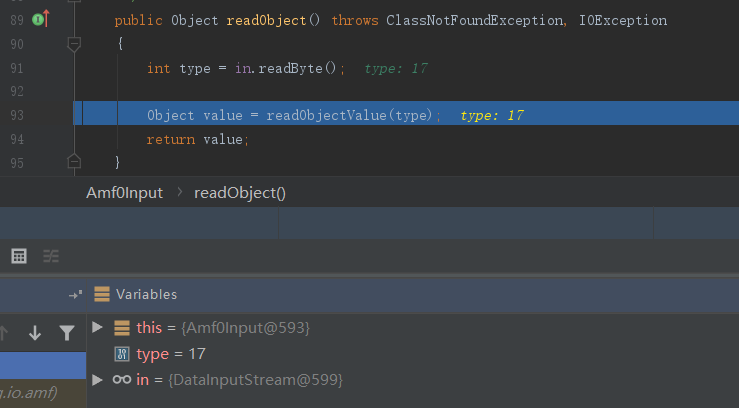 89 public Object readObject() throws ClassNotFoundException, IOException
90 {
91 int type = in.readByte(); type: 17
92
93 Object value = readObjectValue(type); type: 17
94 return value;
95 }
Amf0Input › readObject()
Variables
this = {Amf0Input@593}
type = 17
in = {DataInputStream@599}
g.io.amf)